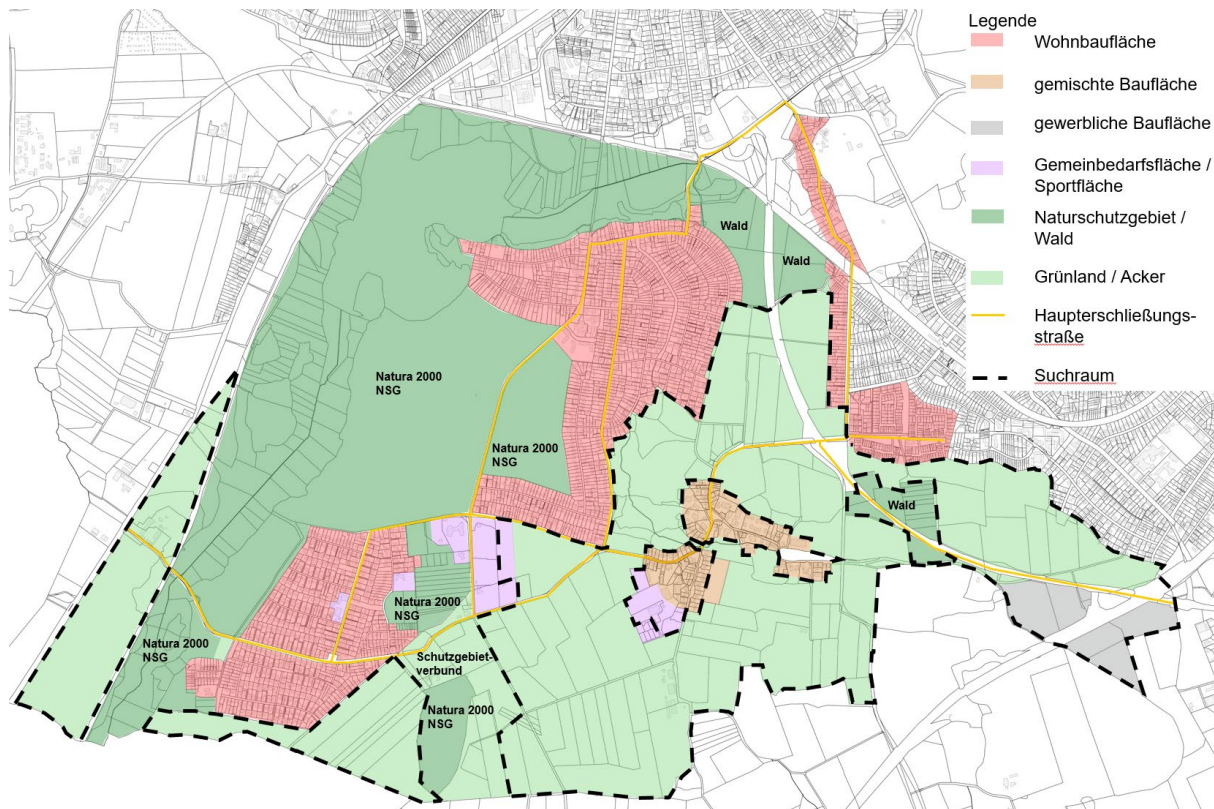 Legende
Wohnbaufläche
gemischte Baufläche
gewerbliche Baufläche
Gemeinbedarfsfläche /
Sportfläche
Naturschutzgebiet /
Wald
Grünland / Acker
Haupterschließungs-
straße
Suchraum
Wald
Wald
Natura 2000
NSG
Natura 2000
NSG
Wald
Natura 2000
NSG
Natura 2000
NSG
Schutzgebiet-
verbund
Natura 2000
NSG